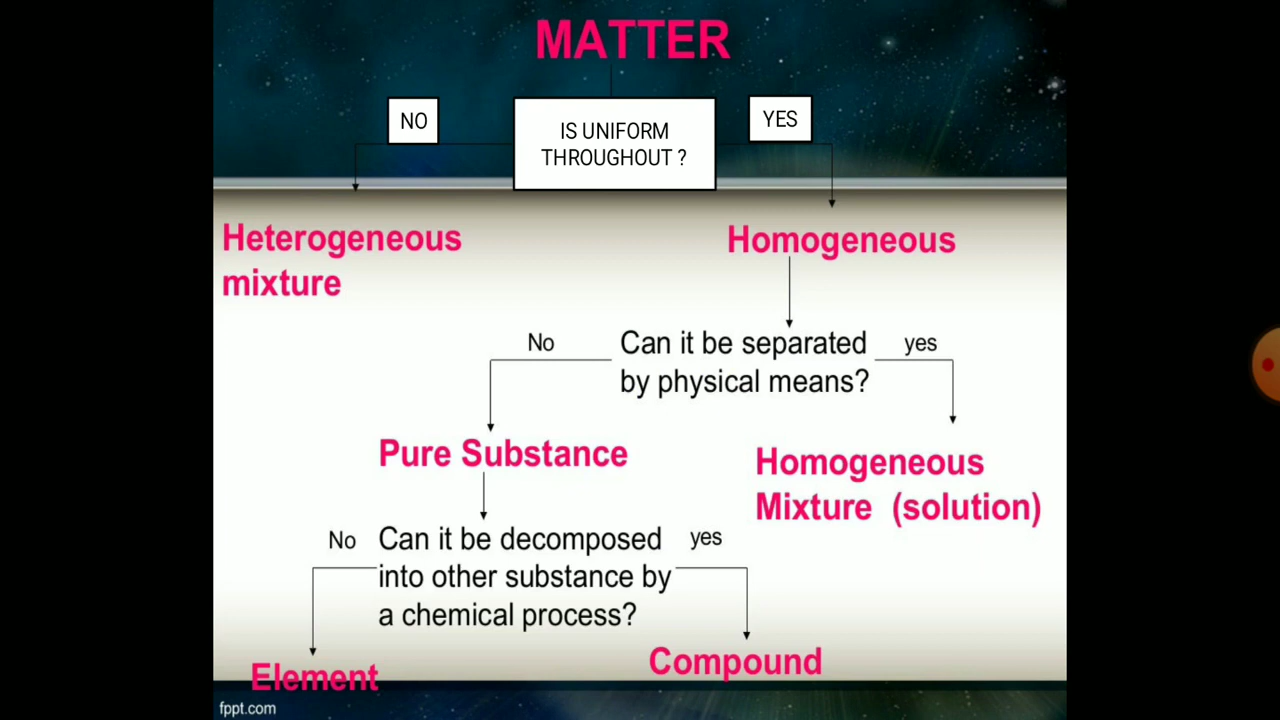 MATTER
NO
IS UNIFORM
THROUGHOUT ?
YES
Heterogeneous
mixture
Homogeneous
No
Can it be separated
by physical means?
yes
Pure Substance
Homogeneous
Mixture (solution)
No
Can it be decomposed
into other substance by
a chemical process?
yes
Element
Compound
fppt.com